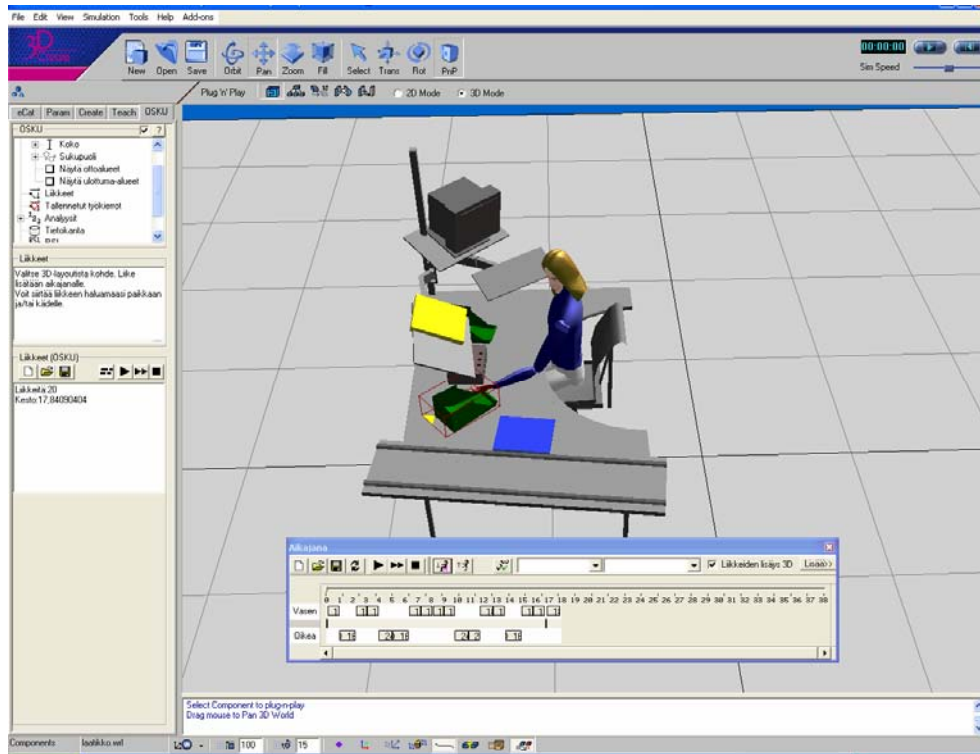 File Edit View Simulation Tools Help Add-ons
3D
Create
New Open Save Orbit Pan Zoom Fill Select Trans Rot PnP
00:00:00
Sim Speed
Plug 'n' Play 2D Mode 3D Mode
eCat Param Create Teach OSKU
OSKU
Koko
Sukupuoli
Näytä ottoalueet
Näytä ulottuma-alueet
Liikkeet
Tallennetut työkierrot
Analyysit
Tietokanta
Liikkeet
Valitse 3D-layoutista kohde. Liike
lisätään aikajanalle.
Voit siirtää liikkeen haluamaasi paikkaan
ja/tai kädelle.
Liikkeet (OSKU)
Liikkeitä:20
Kesto:17,84090404
Aikajana
Liikkeiden lisäys 3D Lisää>>
0 1 2 3 4 5 6 7 8 9 10 11 12 13 14 15 16 17 18 19 20 21 22 23 24 25 26 27 28 29 30 31 32 33 34 35 36 37 38
Vasen
Oikea
Select Component to plug-n-play
Drag mouse to Pan 3D World
Components laatikko.wrl 100 15